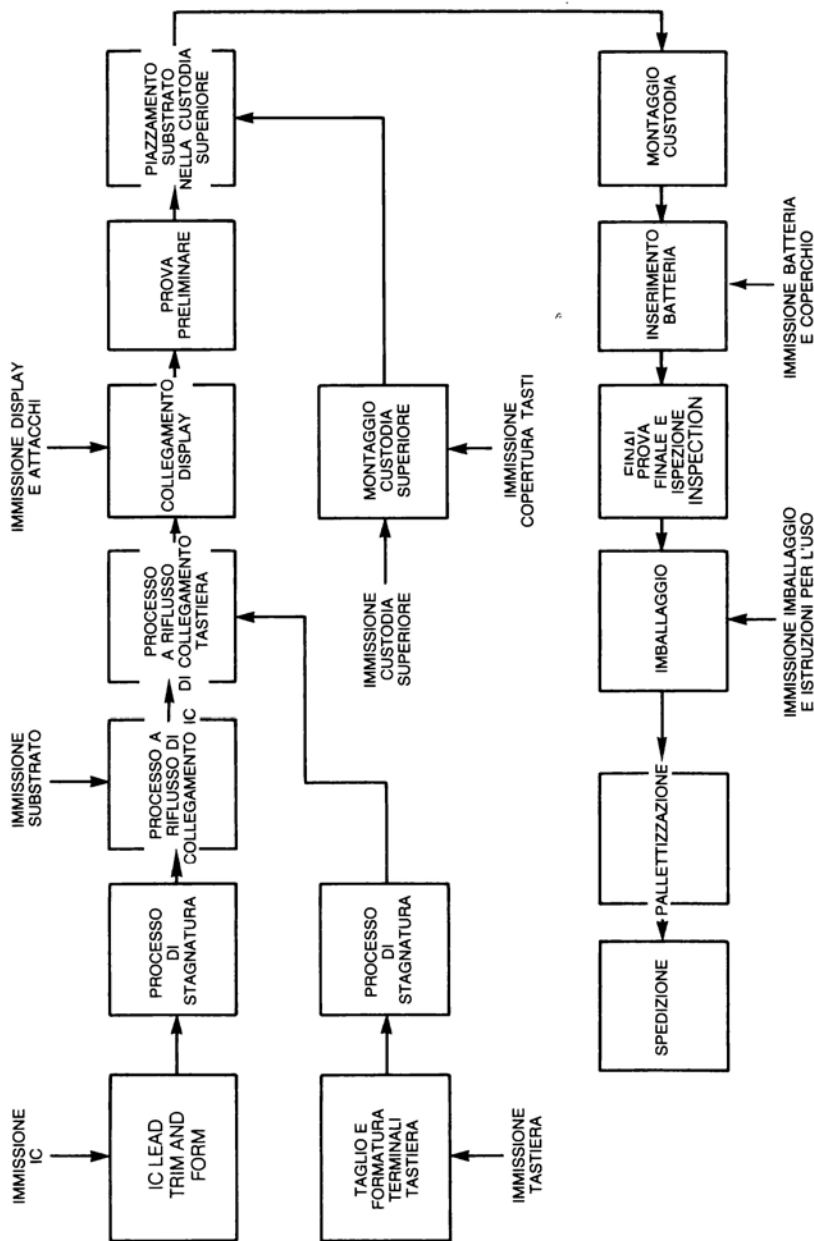 IMMISSIONE
IC
IMMISSIONE
SUBSTRATO
IMMISSIONE DISPLAY
E ATTACCHI
IC LEAD
TRIM AND
FORM
PROCESSO
DI
STAGNATURA
PROCESSO A
RIFLUSSO DI
COLLEGAMENTO IC
PROCESSO
A RIFLUSSO
DI COLLEGAMENTO
TASTIERA
COLLEGAMENTO
DISPLAY
PROVA
PRELIMINARE
PIAZZAMENTO
SUBSTRATO
NELLA CUSTODIA
SUPERIORE
TAGLIO E
FORMATURA
TERMINALI
TASTIERA
PROCESSO
DI
STAGNATURA
IMMISSIONE
CUSTODIA
SUPERIORE
MONTAGGIO
CUSTODIA
SUPERIORE
IMMISSIONE
TASTIERA
IMMISSIONE
COPERTURA TASTI
SPEDIZIONE
PALLETTIZZAZIONE
IMBALLAGGIO
FINAL
PROVA
FINALE E
ISPEZIONE
INSPECTION
INSERIMENTO
BATTERIA
MONTAGGIO
CUSTODIA
IMMISSIONE IMBALLAGGIO
E ISTRUZIONI PER L'USO
IMMISSIONE BATTERIA
E COPERCHIO